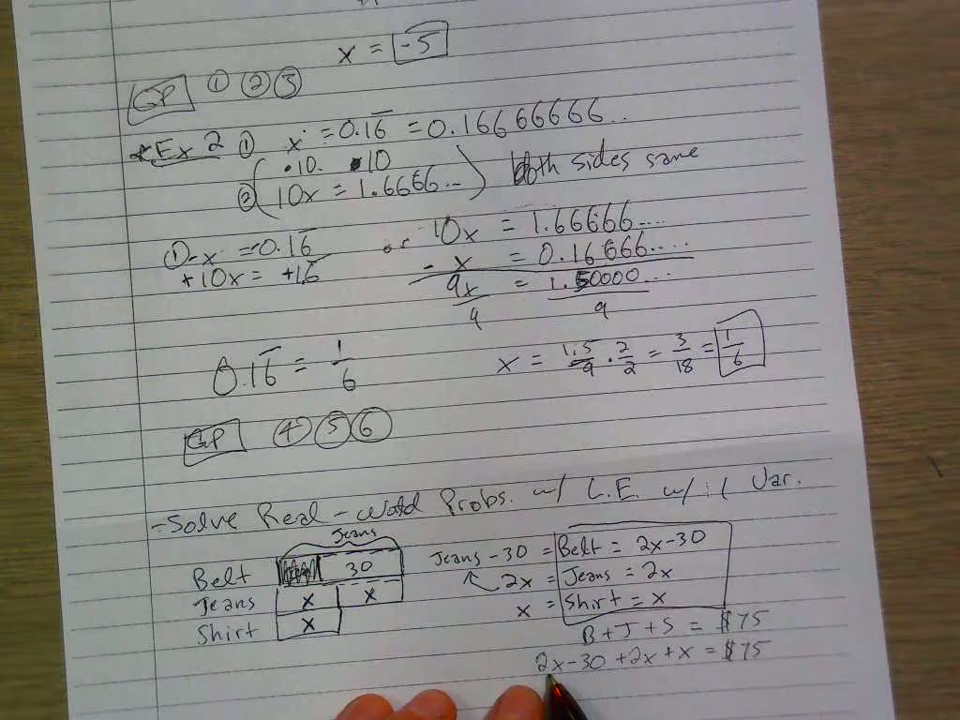 x = -5
GP ① ② ③
*Ex 2 ① x = 0.16̅ = 0.16666666..
·10. ·10
② 10x = 1.6666... both sides same
① -x = -0.16̅ or 10x = 1.66666....
+10x = +1.6̅ - x = 0.16666....
9x = 1.50000...
9 9
0.16̅ = 1/6 x = 1.5/9 · 2/2 = 3/18 = 1/6
GP ④ ⑤ ⑥
-Solve Real-World Probs. w/ L.E. w/ 1 Var.
Jeans
Belt 30 Jeans - 30 = Belt = 2x-30
Jeans x x 2x = Jeans = 2x
Shirt x x = Shirt = x
B + J + S = $75
2x-30 +2x +x = $75